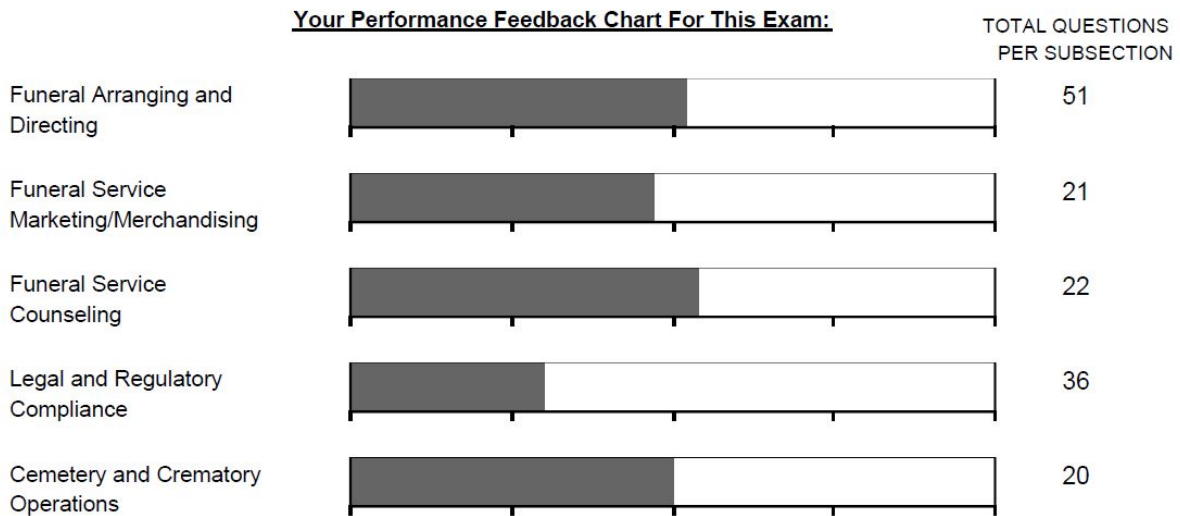 Your Performance Feedback Chart For This Exam:
TOTAL QUESTIONS
PER SUBSECTION
Funeral Arranging and
Directing
51
Funeral Service
Marketing/Merchandising
21
Funeral Service
Counseling
22
Legal and Regulatory
Compliance
36
Cemetery and Crematory
Operations
20